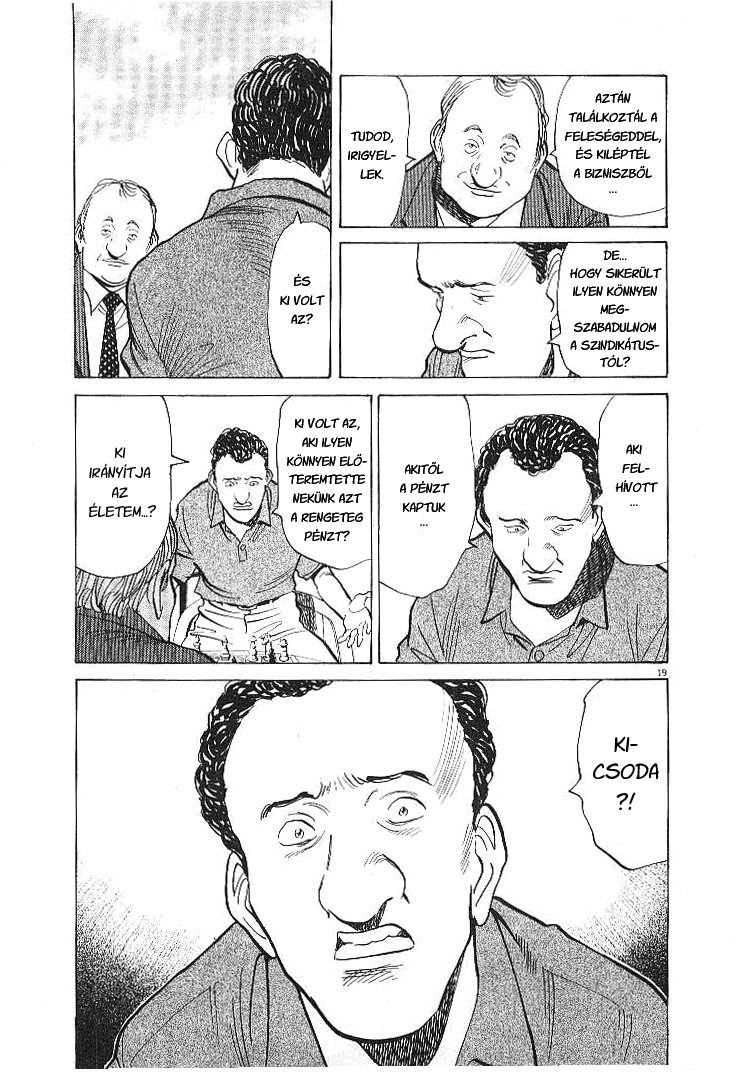 AZTÁN
TALÁLKOZTÁL A
FELESÉGEDDEL,
ÉS KILÉPTÉL
A BIZNISZBŐL
...
TUDOD,
IRIGYEL-
LEK.
DE...
HOGY SIKERÜLT
ILYEN KÖNNYEN
MEG-
SZABADULNOM
A SZINDIKÁTUS-
TÓL?
ÉS
KI VOLT
AZ?
AKI
FEL-
HÍVOTT
...
AKITŐL
A PÉNZT
KAPTUK
...
KI VOLT AZ,
AKI ILYEN
KÖNNYEN ELŐ-
TEREMTETTE
NEKÜNK AZT
A RENGETEG
PÉNZT?
KI
IRÁNYÍTJA
AZ
ÉLETEM...?
19
KI-
CSODA
?!